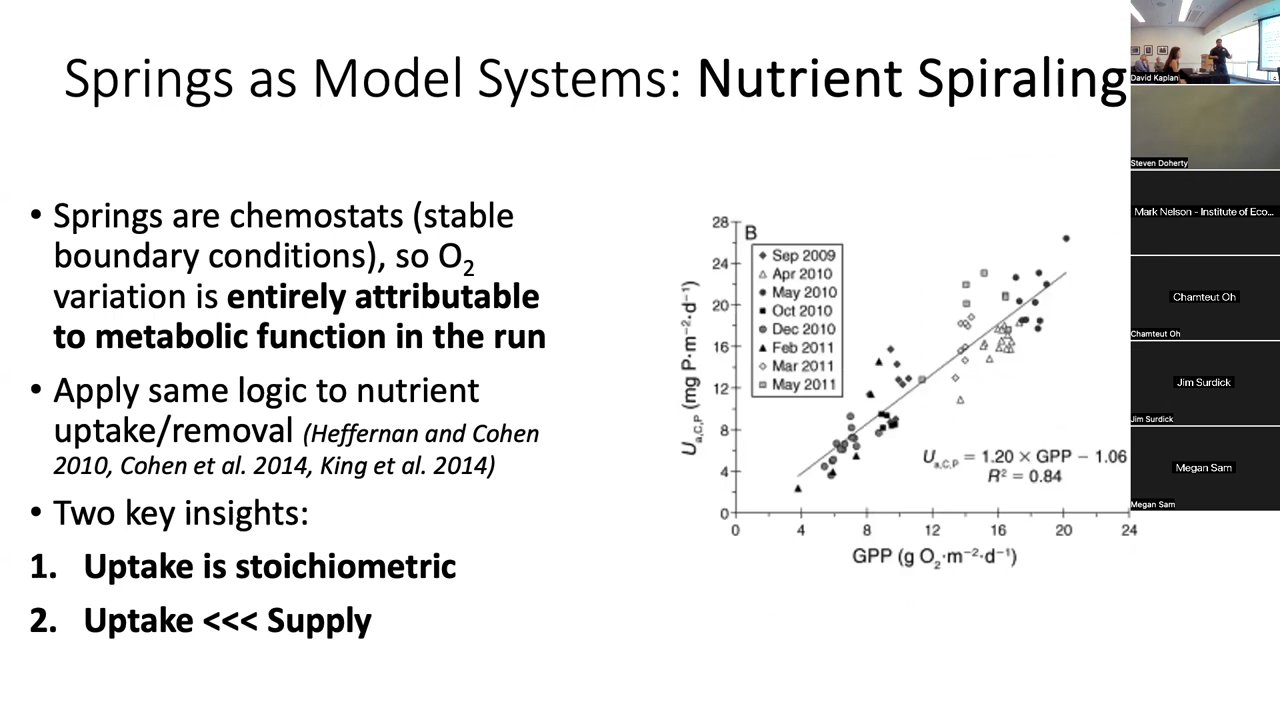 Springs as Model Systems: Nutrient Spiraling
• Springs are chemostats (stable
boundary conditions), so O₂
variation is entirely attributable
to metabolic function in the run
• Apply same logic to nutrient
uptake/removal (Heffernan and Cohen
2010, Cohen et al. 2014, King et al. 2014)
• Two key insights:
1. Uptake is stoichiometric
2. Uptake <<< Supply
B
Sep 2009
Apr 2010
May 2010
Oct 2010
Dec 2010
Feb 2011
Mar 2011
May 2011
28
24
20
16
12
8
4
0
Ua,C,P (mg P·m⁻²·d⁻¹)
Ua,C,P = 1.20 × GPP − 1.06
R² = 0.84
0 4 8 12 16 20 24
GPP (g O₂·m⁻²·d⁻¹)
David Kaplan
Steven Doherty
Mark Nelson - Institute of Eco...
Chamteut Oh
Chamteut Oh
Jim Surdick
Jim Surdick
Megan Sam
Megan Sam